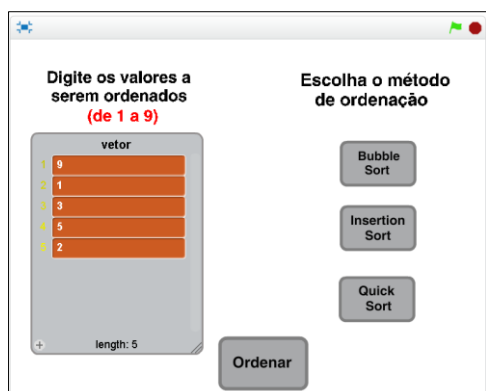 Digite os valores a
serem ordenados
(de 1 a 9)
vetor
1 9
2 1
3 3
4 5
5 2
length: 5
Escolha o método
de ordenação
Bubble
Sort
Insertion
Sort
Quick
Sort
Ordenar